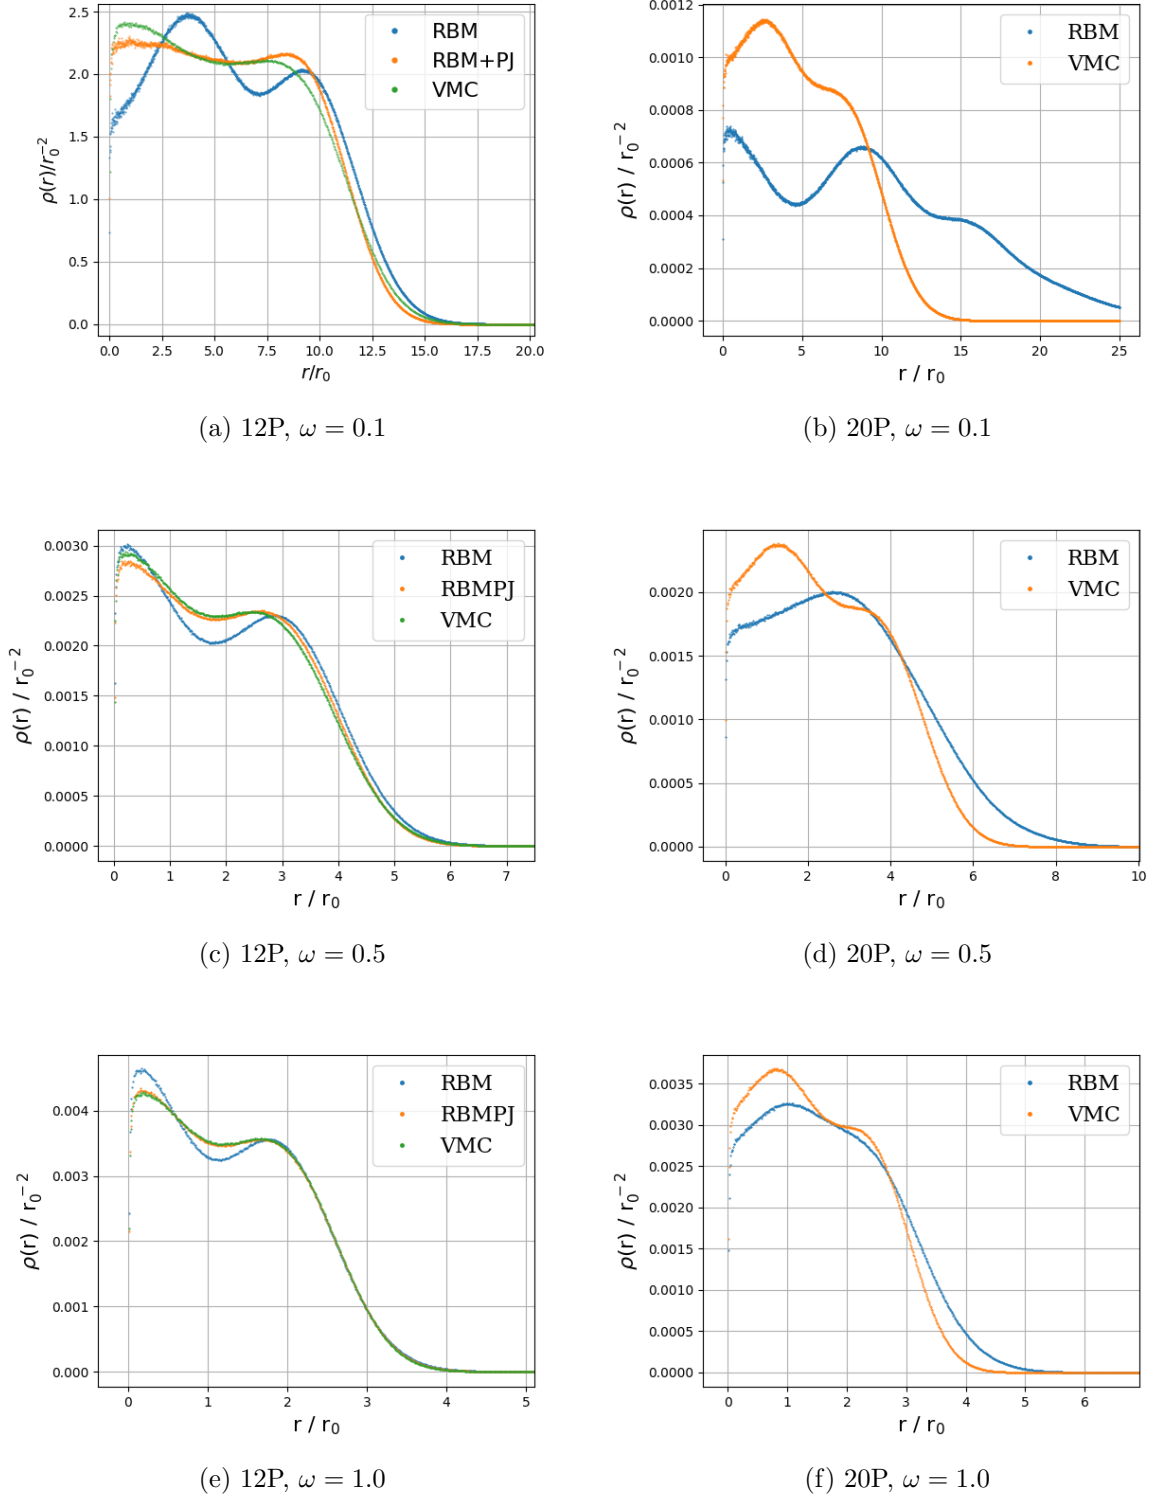 2.5
2.0
1.5
1.0
2.5
0.0
ρ(r)/r₀⁻²
0.0 2.5 5.0 7.5 10.0 12.5 15.0 17.5 20.0
r/r₀
RBM
RBM+PJ
VMC
(a) 12P, ω = 0.1
0.0012
0.0010
0.0008
0.0006
0.0004
0.0002
0.0000
ρ(r) / r₀⁻²
0 5 10 15 20 25
r / r₀
RBM
VMC
(b) 20P, ω = 0.1
0.0030
0.0025
0.0020
0.0015
0.0010
0.0005
0.0000
ρ(r) / r₀⁻²
0 1 2 3 4 5 6 7
r / r₀
RBM
RBMPJ
VMC
(c) 12P, ω = 0.5
0.0020
0.0015
0.0010
0.0005
0.0000
ρ(r) / r₀⁻²
0 2 4 6 8 10
r / r₀
RBM
VMC
(d) 20P, ω = 0.5
0.004
0.003
0.002
0.001
0.000
ρ(r) / r₀⁻²
0 1 2 3 4 5
r / r₀
RBM
RBMPJ
VMC
(e) 12P, ω = 1.0
0.0035
0.0030
0.0025
0.0020
0.0015
0.0010
0.0005
0.0000
ρ(r) / r₀⁻²
0 1 2 3 4 5 6
r / r₀
RBM
VMC
(f) 20P, ω = 1.0